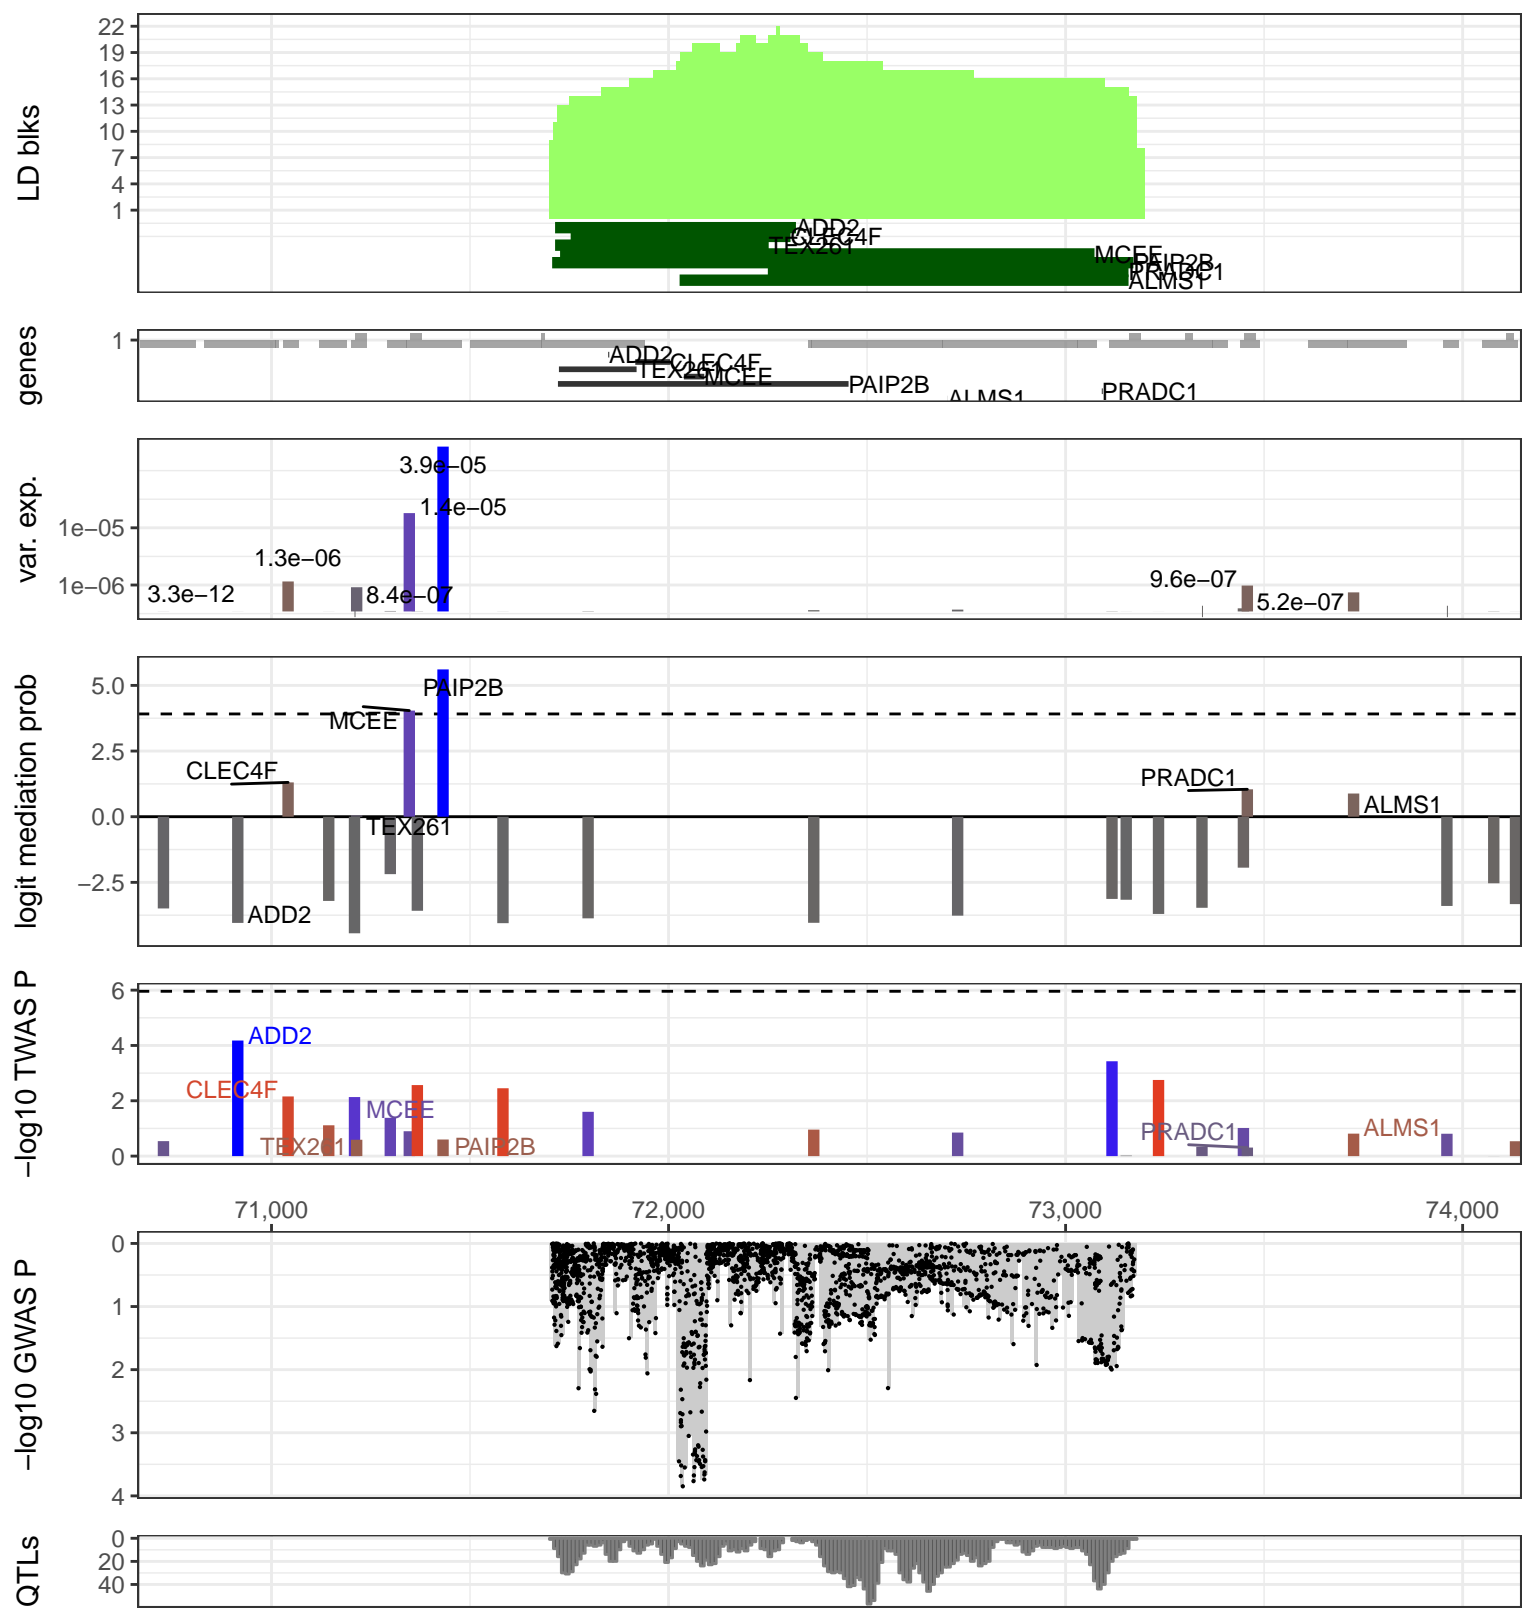 LD blks
22
19
16
13
10
7
4
1
ADD2
CLEC4F
TEX261
MCEE
PAIP2B
PRADC1
ALMS1
genes
1
ADD2
CLEC4F
TEX261
MCEE
PAIP2B
ALMS1
PRADC1
var. exp.
1e−05
1e−06
3.9e−05
1.4e−05
1.3e−06
3.3e−12
8.4e−07
9.6e−07
5.2e−07
logit mediation prob
5.0
2.5
0.0
−2.5
PAIP2B
MCEE
CLEC4F
PRADC1
ALMS1
TEX261
ADD2
−log10 TWAS P
6
4
2
0
ADD2
CLEC4F
MCEE
TEX261
PAIP2B
PRADC1
ALMS1
71,000
72,000
73,000
74,000
−log10 GWAS P
0
1
2
3
4
QTLs
0
20
40